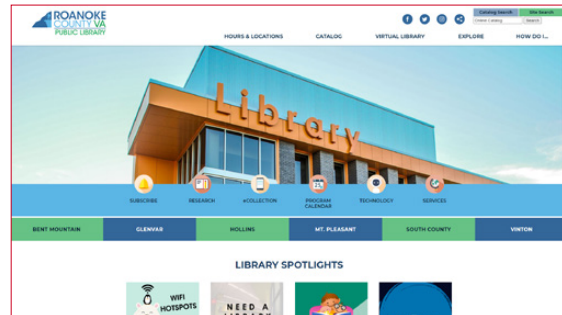 ROANOKE
COUNTY VA
PUBLIC LIBRARY
Catalog Search Site Search
Online Catalog Search
HOURS & LOCATIONS CATALOG VIRTUAL LIBRARY EXPLORE HOW DO I...
Library
SUBSCRIBE RESEARCH eCOLLECTION PROGRAM CALENDAR TECHNOLOGY SERVICES
BENT MOUNTAIN GLENVAR HOLLINS MT. PLEASANT SOUTH COUNTY VINTON
LIBRARY SPOTLIGHTS
WIFI
HOTSPOTS
NEED A
LIBRARY